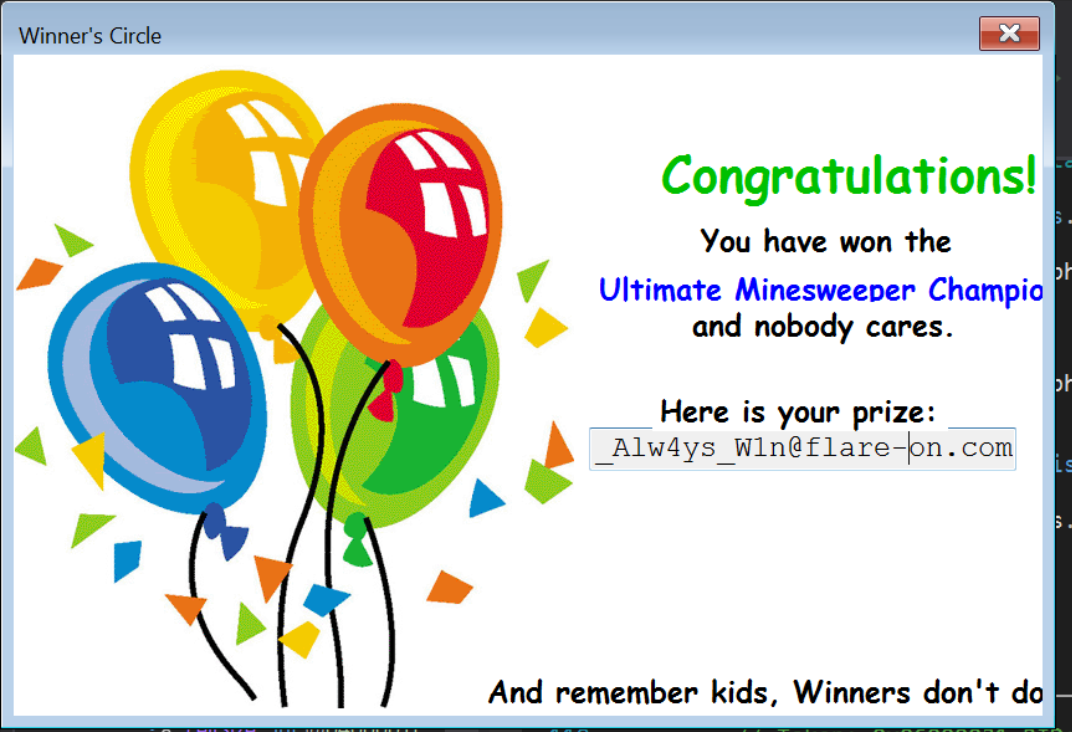 Winner's Circle
Congratulations!
You have won the
Ultimate Minesweeper Champio
and nobody cares.
Here is your prize:
_Alw4ys_W1n@flare-on.com
And remember kids, Winners don't do